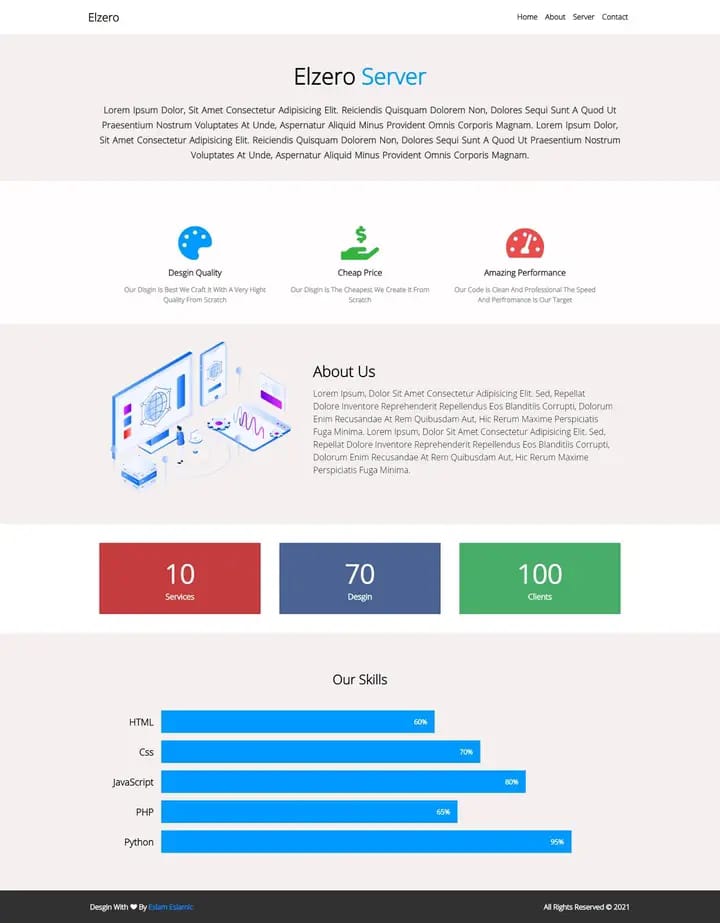 Elzero
Home About Server Contact
Elzero Server
Lorem Ipsum Dolor, Sit Amet Consectetur Adipisicing Elit. Reiciendis Quisquam Dolorem Non, Dolores Sequi Sunt A Quod Ut
Praesentium Nostrum Voluptates At Unde, Aspernatur Aliquid Minus Provident Omnis Corporis Magnam. Lorem Ipsum Dolor,
Sit Amet Consectetur Adipisicing Elit. Reiciendis Quisquam Dolorem Non, Dolores Sequi Sunt A Quod Ut Praesentium Nostrum
Voluptates At Unde, Aspernatur Aliquid Minus Provident Omnis Corporis Magnam.
Desgin Quality
Our Disgin Is Best We Craft It With A Very Hight
Quality From Scratch
Cheap Price
Our Disgin Is The Cheapest We Create It From
Scratch
Amazing Performance
Our Code Is Clean And Professional The Speed
And Perfromance Is Our Target
About Us
Lorem Ipsum, Dolor Sit Amet Consectetur Adipisicing Elit. Sed, Repellat
Dolore Inventore Reprehenderit Repellendus Eos Blanditiis Corrupti, Dolorum
Enim Recusandae At Rem Quibusdam Aut, Hic Rerum Maxime Perspiciatis
Fuga Minima. Lorem Ipsum, Dolor Sit Amet Consectetur Adipisicing Elit. Sed,
Repellat Dolore Inventore Reprehenderit Repellendus Eos Blanditiis Corrupti,
Dolorum Enim Recusandae At Rem Quibusdam Aut, Hic Rerum Maxime
Perspiciatis Fuga Minima.
10
Services
70
Desgin
100
Clients
Our Skills
HTML 60%
Css 70%
JavaScript 80%
PHP 65%
Python 95%
Desgin With ❤ By Eslam Eslamic
All Rights Reserved © 2021